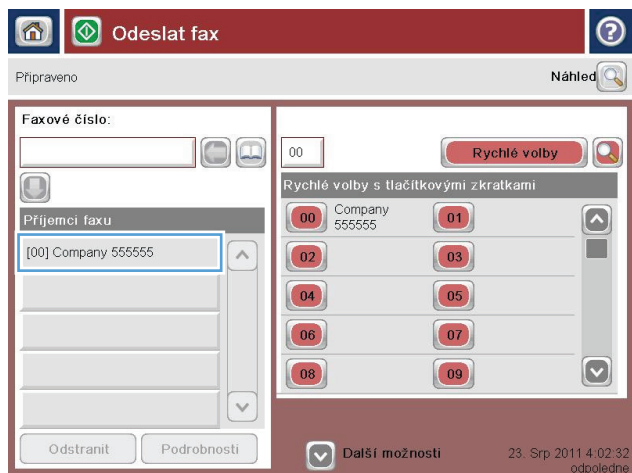 Odeslat fax
?
Připraveno
Náhled
Faxové číslo:
Příjemci faxu
[00] Company 555555
Odstranit
Podrobnosti
00
Rychlé volby
Rychlé volby s tlačítkovými zkratkami
00 Company 555555 01
02 03
04 05
06 07
08 09
Další možnosti
23. Srp 2011 4:02:32
odpoledne